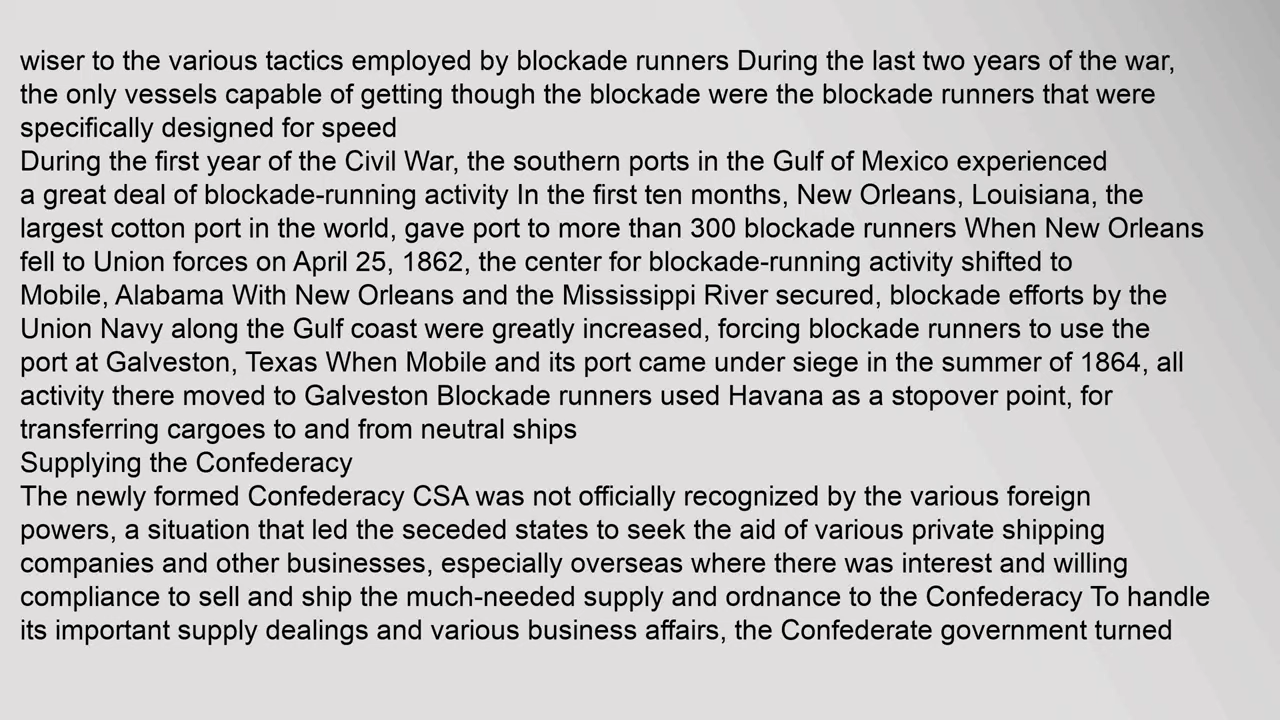 wiser to the various tactics employed by blockade runners During the last two years of the war,
the only vessels capable of getting though the blockade were the blockade runners that were
specifically designed for speed
During the first year of the Civil War, the southern ports in the Gulf of Mexico experienced
a great deal of blockade-running activity In the first ten months, New Orleans, Louisiana, the
largest cotton port in the world, gave port to more than 300 blockade runners When New Orleans
fell to Union forces on April 25, 1862, the center for blockade-running activity shifted to
Mobile, Alabama With New Orleans and the Mississippi River secured, blockade efforts by the
Union Navy along the Gulf coast were greatly increased, forcing blockade runners to use the
port at Galveston, Texas When Mobile and its port came under siege in the summer of 1864, all
activity there moved to Galveston Blockade runners used Havana as a stopover point, for
transferring cargoes to and from neutral ships
Supplying the Confederacy
The newly formed Confederacy CSA was not officially recognized by the various foreign
powers, a situation that led the seceded states to seek the aid of various private shipping
companies and other businesses, especially overseas where there was interest and willing
compliance to sell and ship the much-needed supply and ordnance to the Confederacy To handle
its important supply dealings and various business affairs, the Confederate government turned